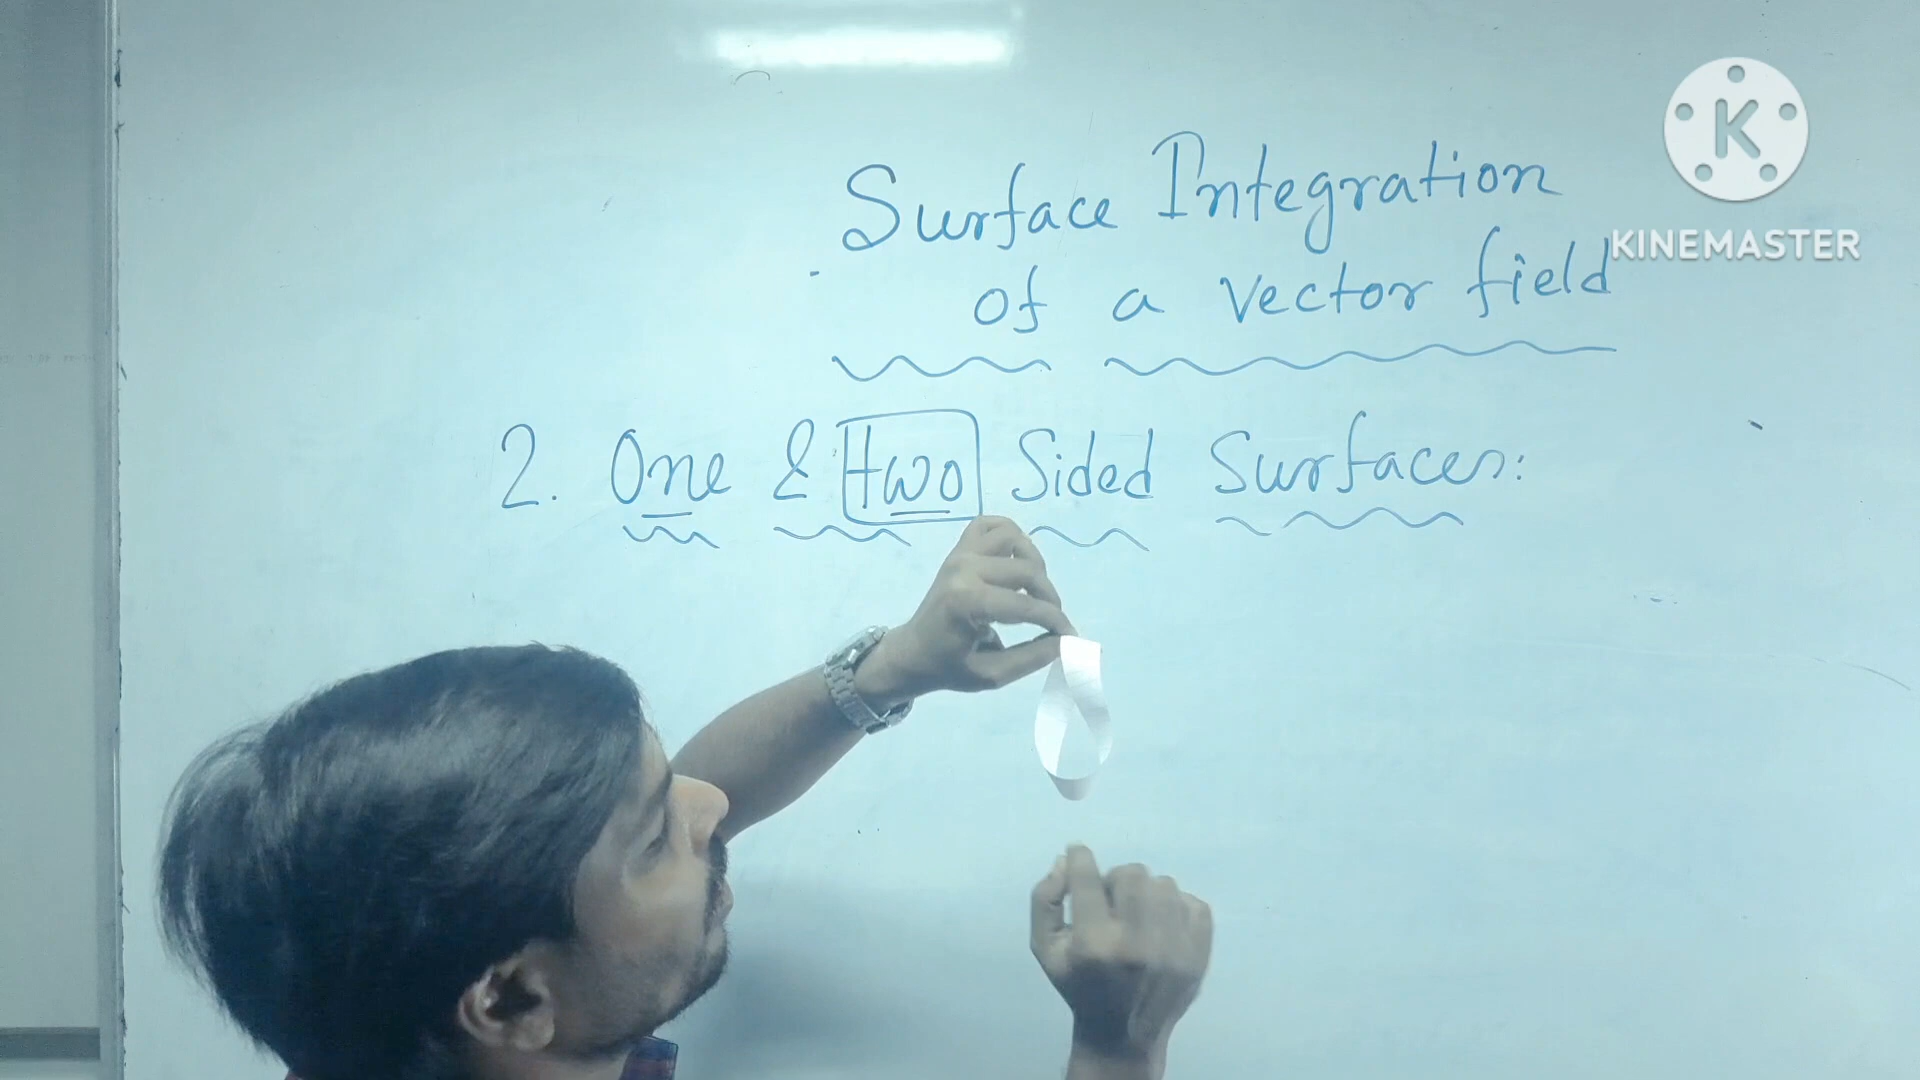 Surface Integration
of a vector field
2. One & two Sided Surfaces:
K
KINEMASTER